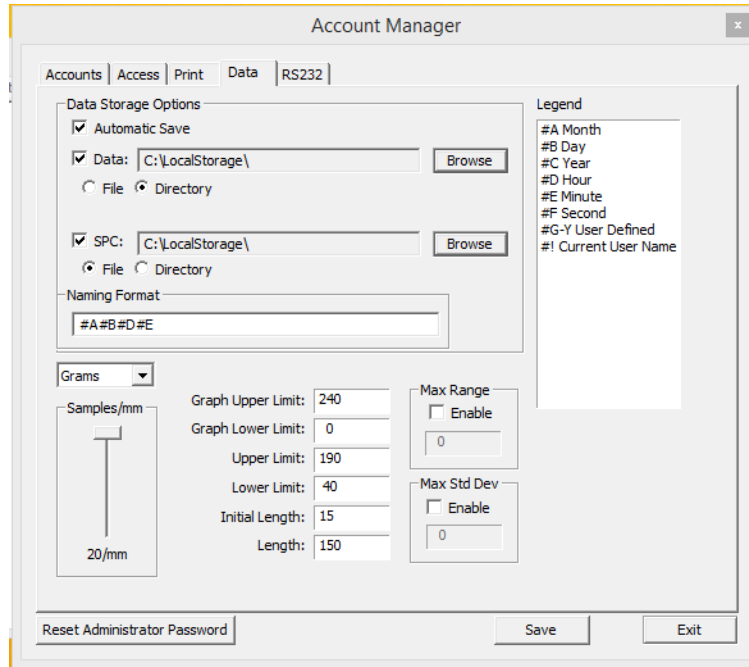 Account Manager
x
Accounts Access Print Data RS232
Data Storage Options
Automatic Save
Data: C:\LocalStorage\ Browse
File Directory
SPC: C:\LocalStorage\ Browse
File Directory
Naming Format
#A#B#D#E
Legend
#A Month
#B Day
#C Year
#D Hour
#E Minute
#F Second
#G-Y User Defined
#! Current User Name
Grams
Samples/mm
20/mm
Graph Upper Limit: 240
Graph Lower Limit: 0
Upper Limit: 190
Lower Limit: 40
Initial Length: 15
Length: 150
Max Range
Enable
0
Max Std Dev
Enable
0
Reset Administrator Password Save Exit